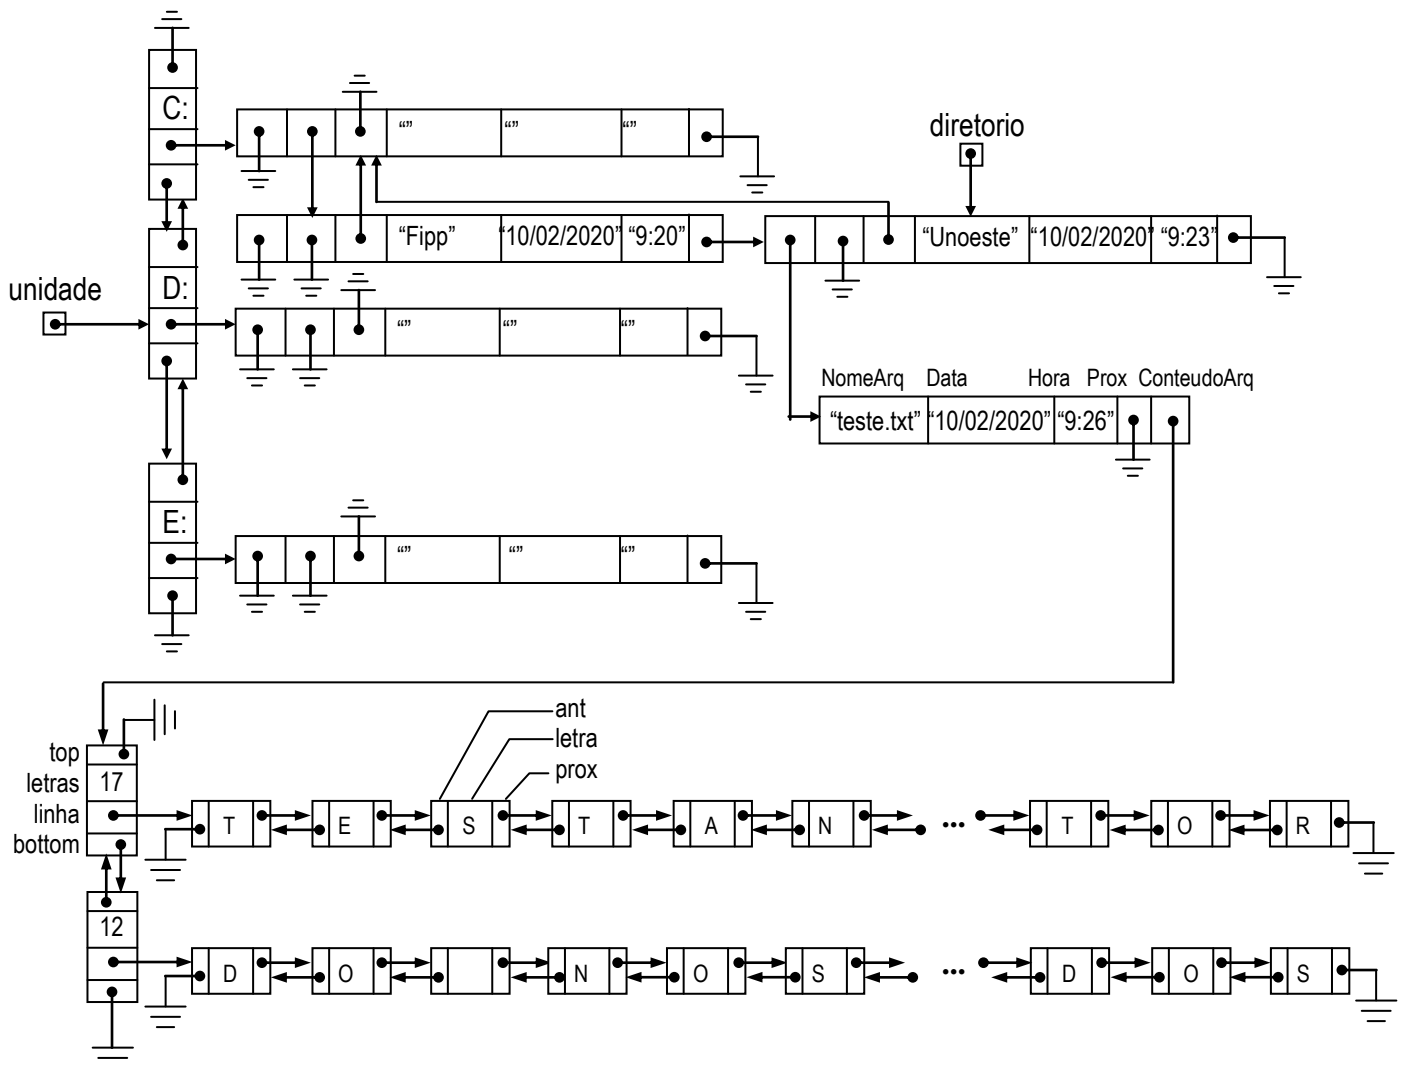 C:
“” “” “”
diretorio
“Fipp” “10/02/2020” “9:20”
“Unoeste” “10/02/2020” “9:23”
unidade
D:
“” “” “”
NomeArq Data Hora Prox ConteudoArq
“teste.txt” “10/02/2020” “9:26”
E:
“” “” “”
ant
letra
prox
top
letras 17
linha
bottom
T E S T A N ... T O R
12
D O N O S ... D O S